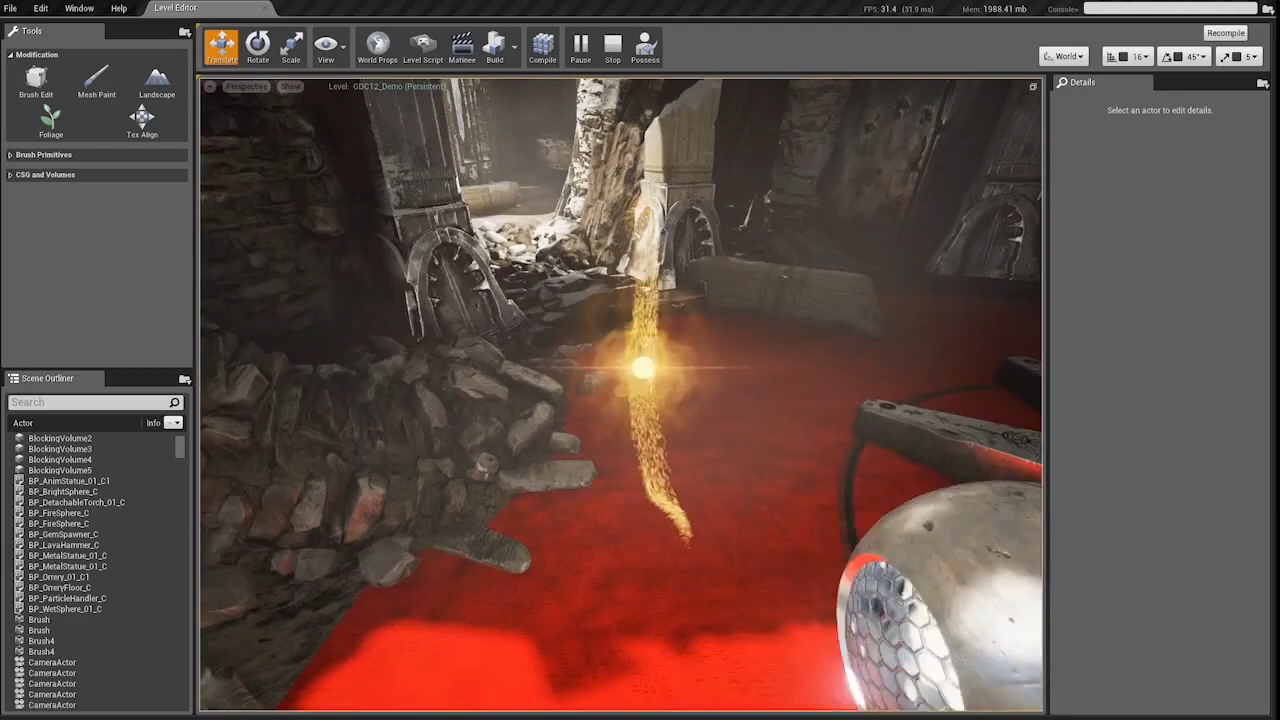 File Edit Window Help Level Editor FPS: 31.4 (31.9 ms) Mem: 1988.41 mb Console:
Tools
Modification
Brush Edit Mesh Paint Landscape
Foliage Tex Align
Brush Primitives
CSG and Volumes
Translate Rotate Scale View World Props Level Script Matinee Build Compile Pause Stop Possess
Recompile
World 16 45° 5
Perspective Show Level: GDC12_Demo (Persistent)
Details
Select an actor to edit details.
Scene Outliner
Search
Actor Info
BlockingVolume2
BlockingVolume3
BlockingVolume4
BlockingVolume5
BP_AnimStatue_01_C1
BP_BrightSphere_C
BP_DetachableTorch_01_C
BP_FireSphere_C
BP_FireSphere_C
BP_GemSpawner_C
BP_LavaHammer_C
BP_MetalStatue_01_C
BP_MetalStatue_01_C
BP_Orrery_01_C1
BP_OrreryFloor_C
BP_ParticleHandler_C
BP_WetSphere_01_C
Brush
Brush
Brush4
Brush4
CameraActor
CameraActor
CameraActor
CameraActor
CameraActor